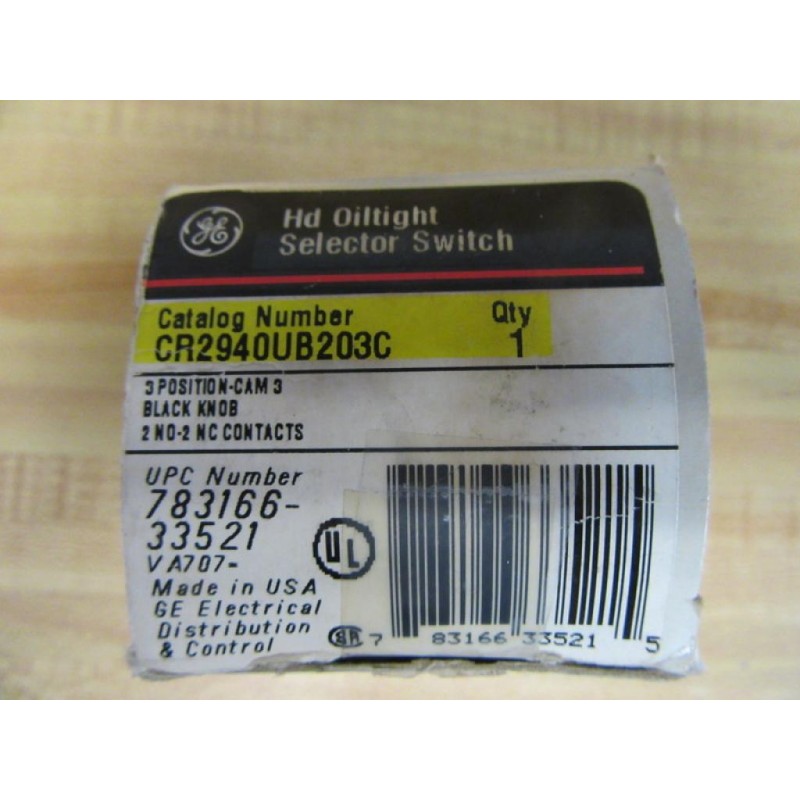 GE
Hd Oiltight
Selector Switch
Catalog Number Qty
CR2940UB203C 1
3 POSITION-CAM 3
BLACK KNOB
2 NO-2 NC CONTACTS
UPC Number
783166-
33521
VA707-
UL
Made in USA
GE Electrical
Distribution
& Control
SA 7 83166 33521 5